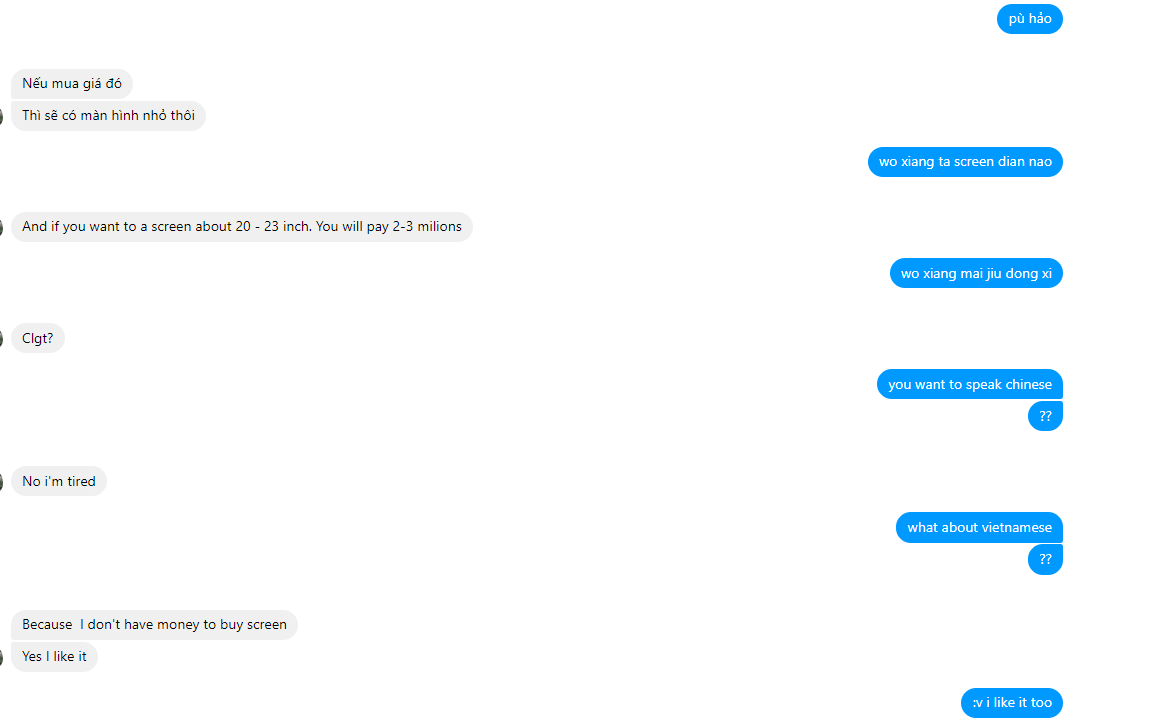 pù hảo
Nếu mua giá đó
Thì sẽ có màn hình nhỏ thôi
wo xiang ta screen dian nao
And if you want to a screen about 20 - 23 inch. You will pay 2-3 milions
wo xiang mai jiu dong xi
Clgt?
you want to speak chinese
??
No i'm tired
what about vietnamese
??
Because  I don't have money to buy screen
Yes I like it
:v i like it too